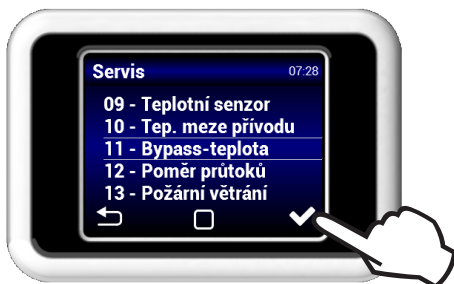 Servis 07:28
09 - Teplotní senzor
10 - Tep. meze přívodu
11 - Bypass-teplota
12 - Poměr průtoků
13 - Požární větrání